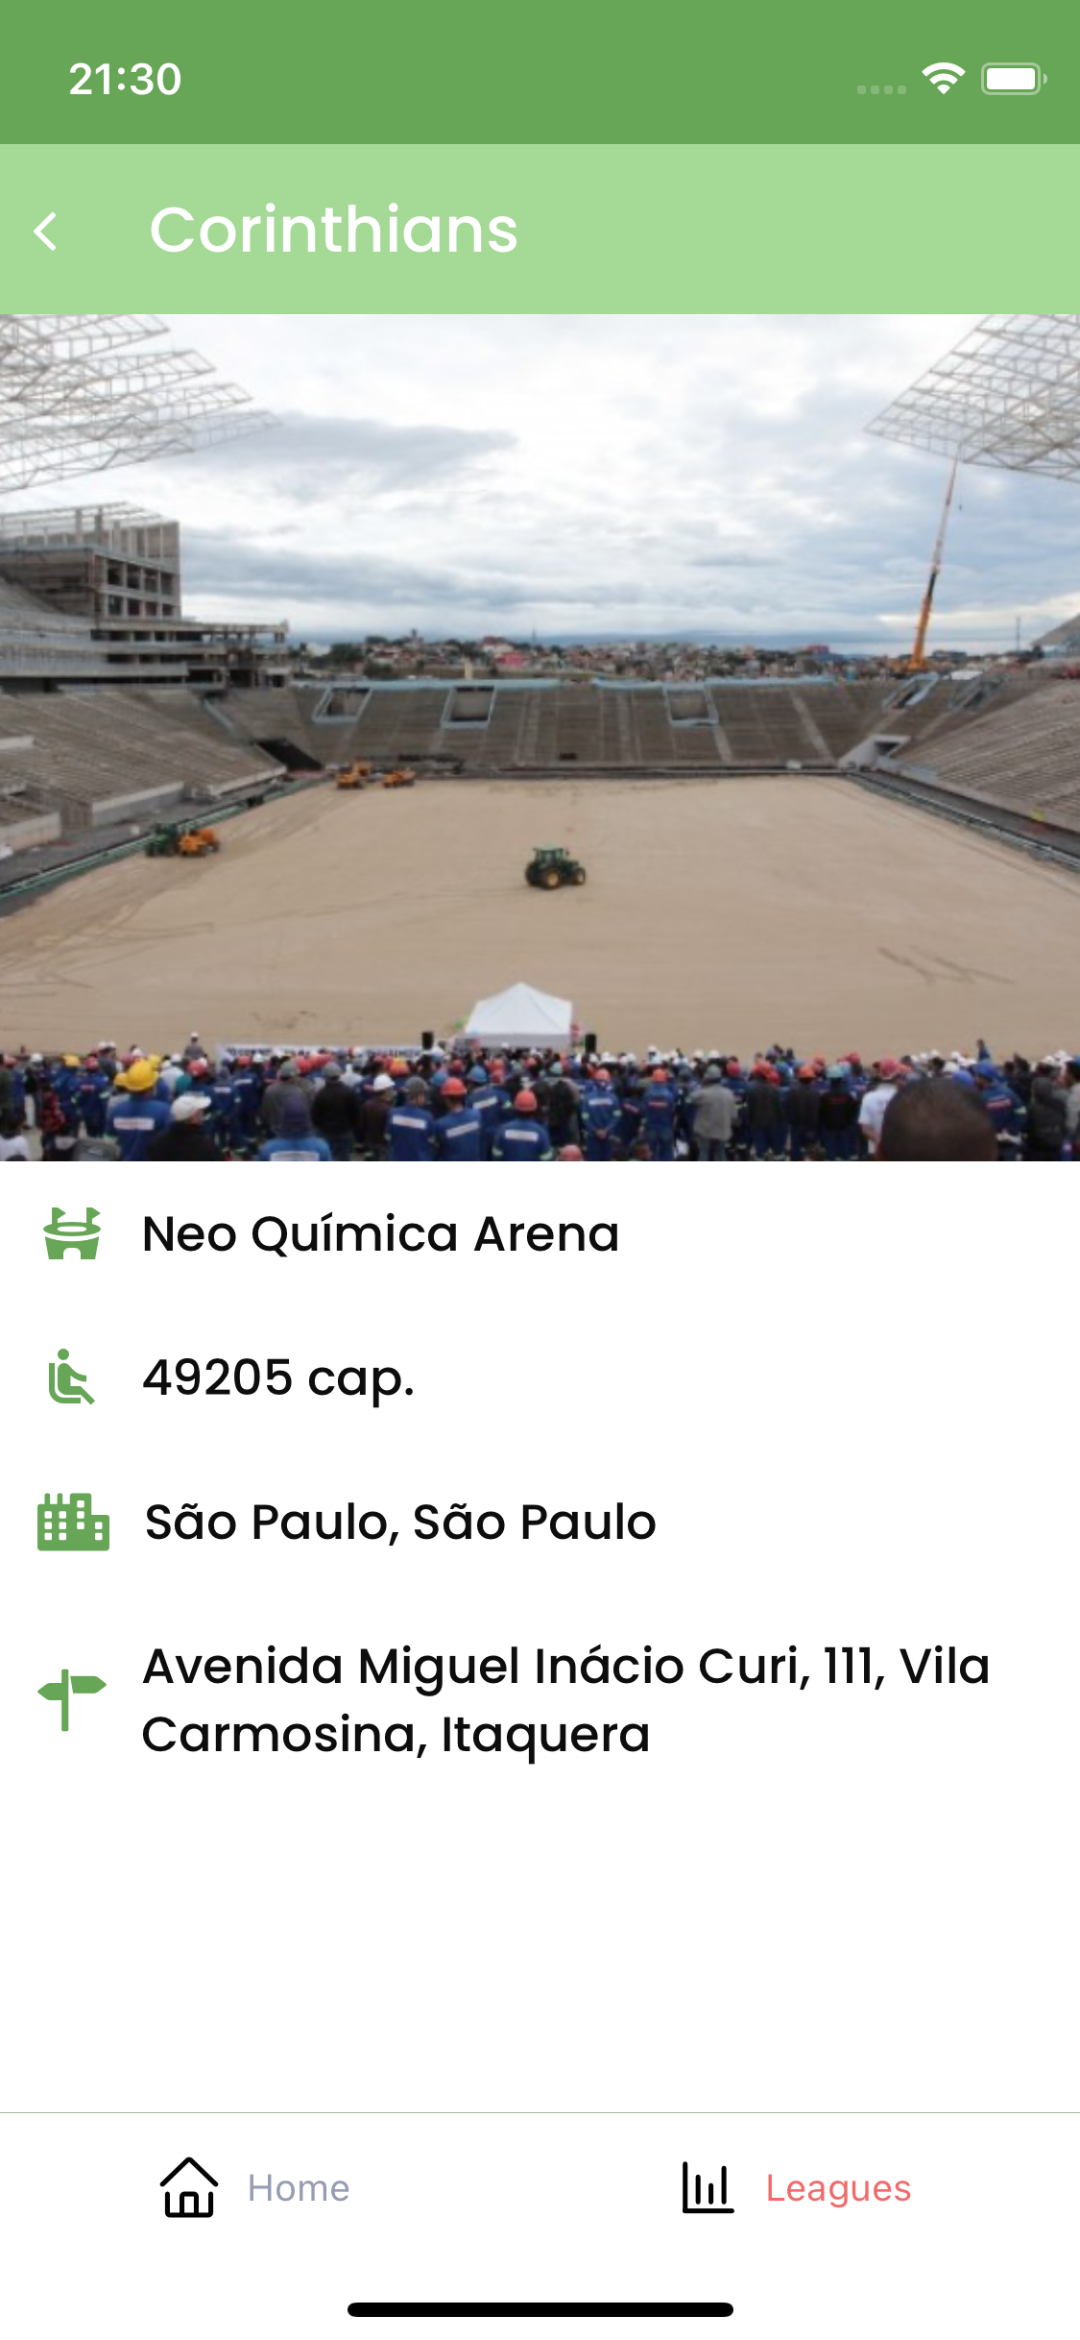 21:30
Corinthians
Neo Química Arena
49205 cap.
São Paulo, São Paulo
Avenida Miguel Inácio Curi, 111, Vila
Carmosina, Itaquera
Home
Leagues